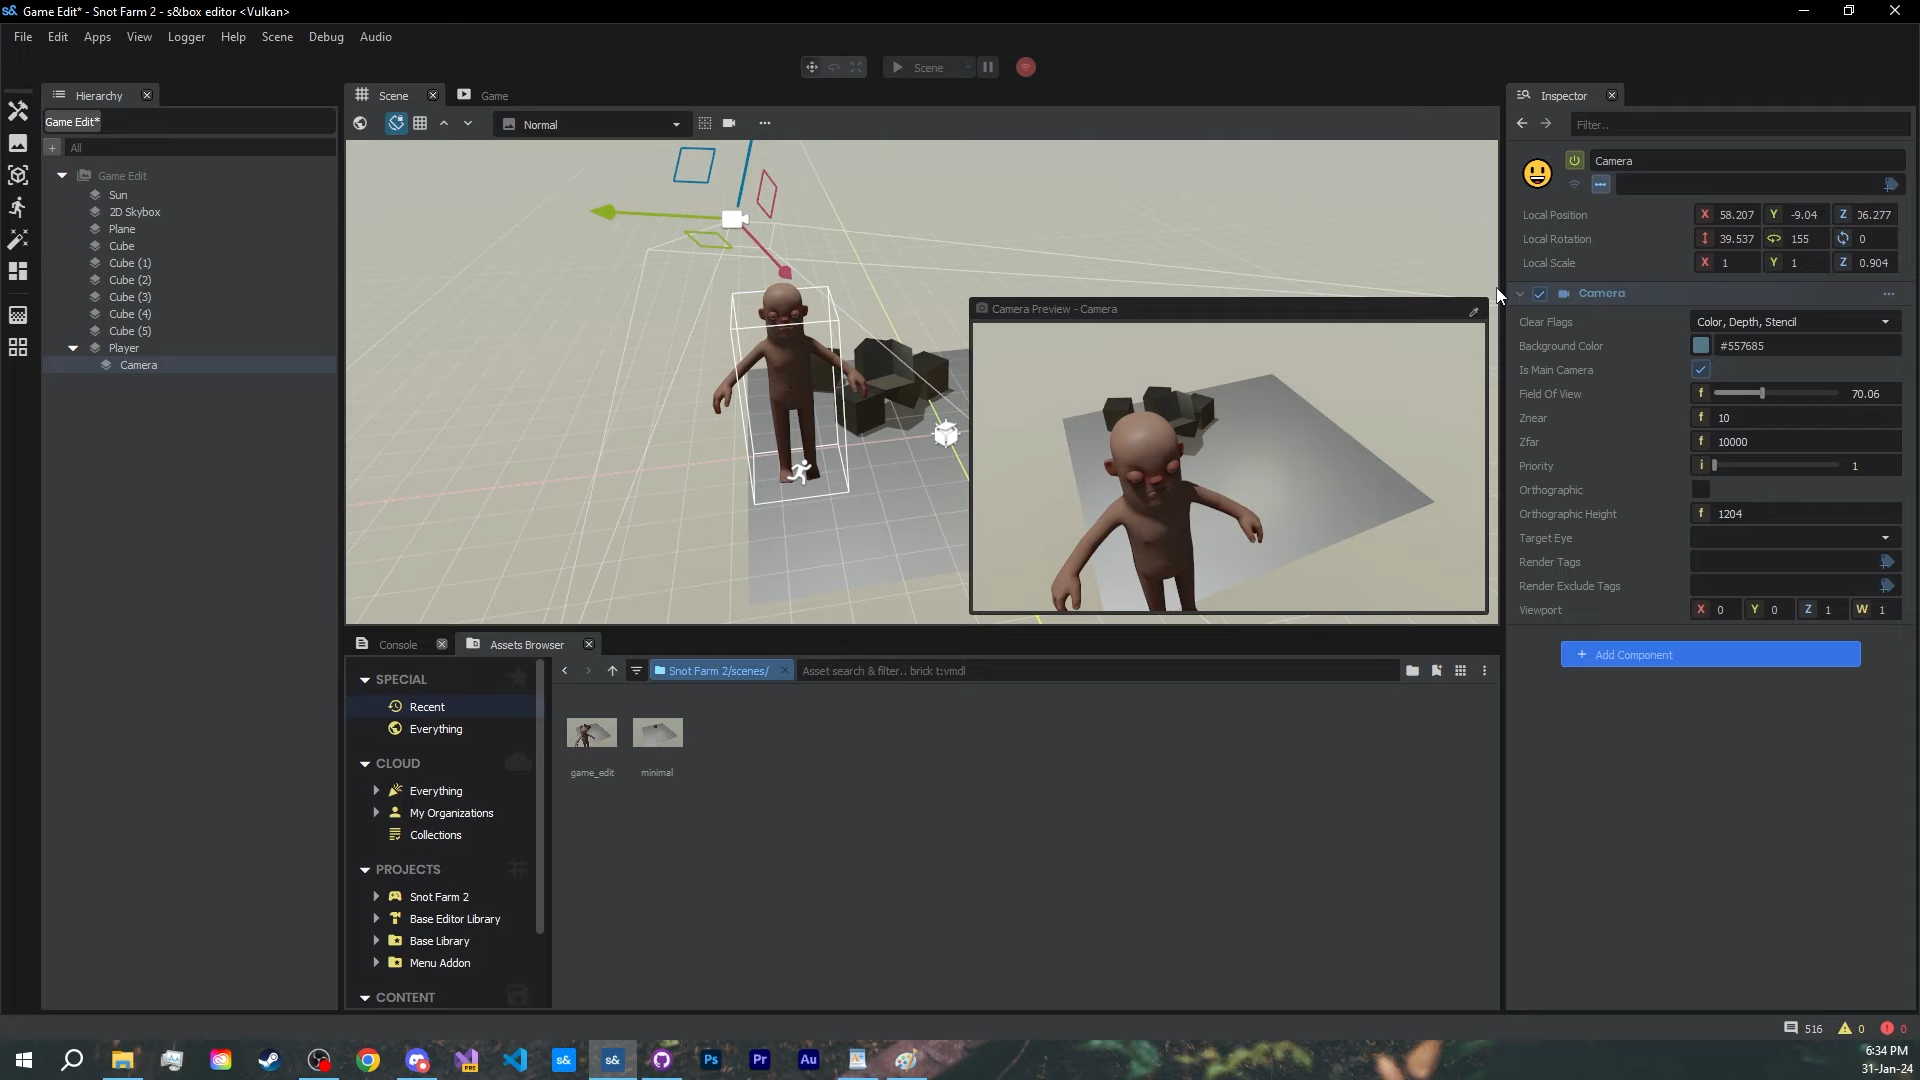 s& Game Edit* - Snot Farm 2 - s&box editor <Vulkan>
File Edit Apps View Logger Help Scene Debug Audio
Scene
Hierarchy
Game Edit*
All
Game Edit
Sun
2D Skybox
Plane
Cube
Cube (1)
Cube (2)
Cube (3)
Cube (4)
Cube (5)
Player
Camera
Scene Game
Normal
Camera Preview - Camera
Inspector
Filter..
Camera
Local Position X 58.207 Y -9.04 Z 06.277
Local Rotation 39.537 155 0
Local Scale X 1 Y 1 Z 0.904
Camera
Clear Flags Color, Depth, Stencil
Background Color #557685
Is Main Camera
Field Of View f 70.06
Znear f 10
Zfar f 10000
Priority i 1
Orthographic
Orthographic Height f 1204
Target Eye
Render Tags
Render Exclude Tags
Viewport X 0 Y 0 Z 1 W 1
+ Add Component
Console Assets Browser
Snot Farm 2/scenes/ Asset search & filter.. brick t:vmdl
SPECIAL
Recent
Everything
CLOUD
Everything
My Organizations
Collections
PROJECTS
Snot Farm 2
Base Editor Library
Base Library
Menu Addon
CONTENT
game_edit minimal
516 0 0
s& s& Ps Pr Au
PRE
6:34 PM
31-Jan-24